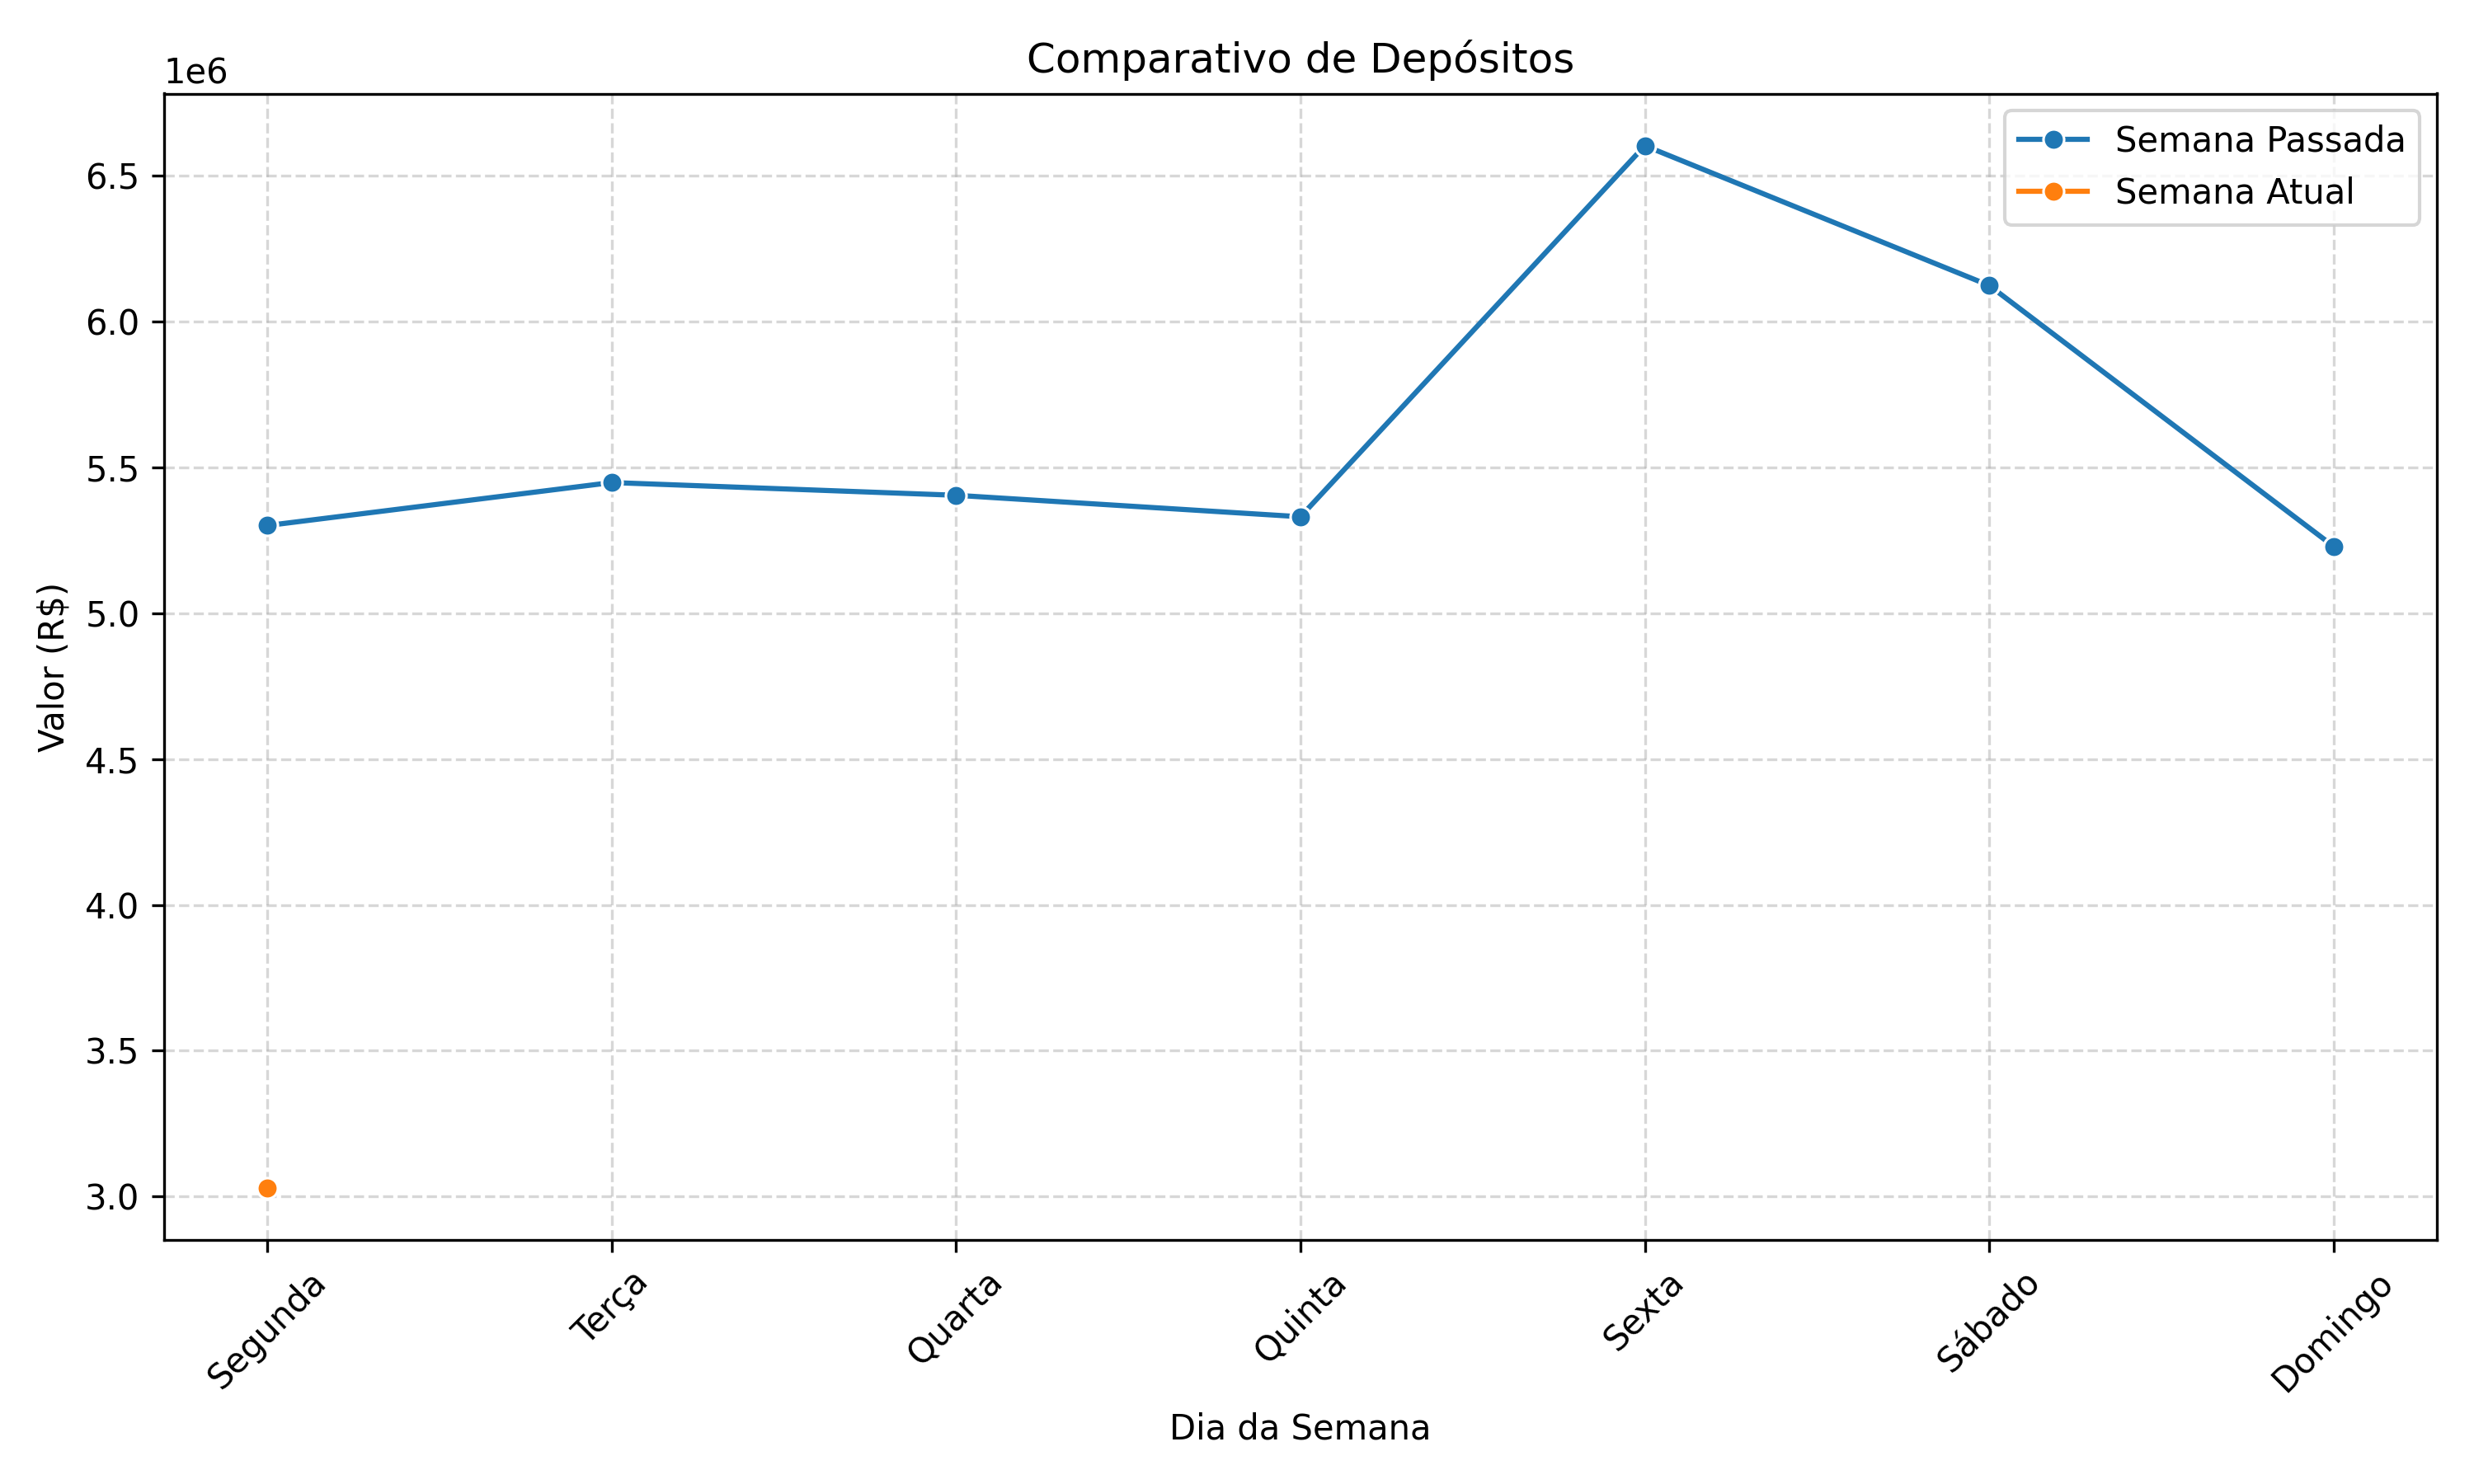 Comparativo de Depósitos
1e6
Semana Passada
Semana Atual
6.5
6.0
5.5
5.0
4.5
4.0
3.5
3.0
Valor (R$)
Segunda
Terça
Quarta
Quinta
Sexta
Sábado
Domingo
Dia da Semana